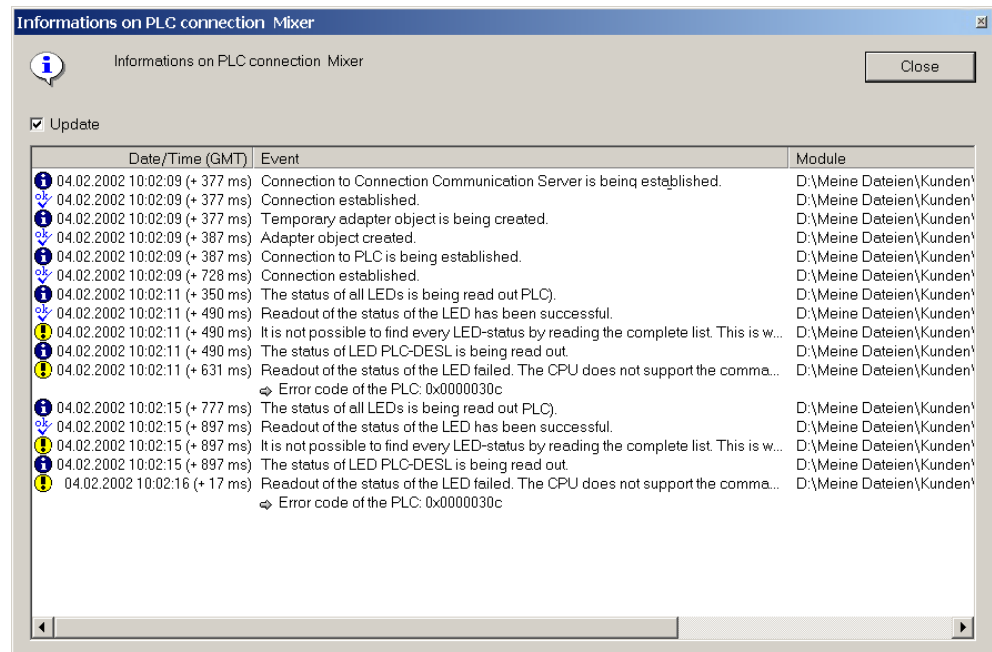 Informations on PLC connection  Mixer
Informations on PLC connection  Mixer
Close
Update
Date/Time (GMT) Event Module
04.02.2002 10:02:09 (+ 377 ms) Connection to Connection Communication Server is being established. D:\Meine Dateien\Kunden\
ok 04.02.2002 10:02:09 (+ 377 ms) Connection established. D:\Meine Dateien\Kunden\
04.02.2002 10:02:09 (+ 377 ms) Temporary adapter object is being created. D:\Meine Dateien\Kunden\
ok 04.02.2002 10:02:09 (+ 387 ms) Adapter object created. D:\Meine Dateien\Kunden\
04.02.2002 10:02:09 (+ 387 ms) Connection to PLC is being established. D:\Meine Dateien\Kunden\
ok 04.02.2002 10:02:09 (+ 728 ms) Connection established. D:\Meine Dateien\Kunden\
04.02.2002 10:02:11 (+ 350 ms) The status of all LEDs is being read out PLC). D:\Meine Dateien\Kunden\
ok 04.02.2002 10:02:11 (+ 490 ms) Readout of the status of the LED has been successful. D:\Meine Dateien\Kunden\
04.02.2002 10:02:11 (+ 490 ms) It is not possible to find every LED-status by reading the complete list. This is w... D:\Meine Dateien\Kunden\
04.02.2002 10:02:11 (+ 490 ms) The status of LED PLC-DESL is being read out. D:\Meine Dateien\Kunden\
04.02.2002 10:02:11 (+ 631 ms) Readout of the status of the LED failed. The CPU does not support the comma... D:\Meine Dateien\Kunden\
Error code of the PLC: 0x0000030c
04.02.2002 10:02:15 (+ 777 ms) The status of all LEDs is being read out PLC). D:\Meine Dateien\Kunden\
ok 04.02.2002 10:02:15 (+ 897 ms) Readout of the status of the LED has been successful. D:\Meine Dateien\Kunden\
04.02.2002 10:02:15 (+ 897 ms) It is not possible to find every LED-status by reading the complete list. This is w... D:\Meine Dateien\Kunden\
04.02.2002 10:02:15 (+ 897 ms) The status of LED PLC-DESL is being read out. D:\Meine Dateien\Kunden\
04.02.2002 10:02:16 (+ 17 ms) Readout of the status of the LED failed. The CPU does not support the comma... D:\Meine Dateien\Kunden\
Error code of the PLC: 0x0000030c